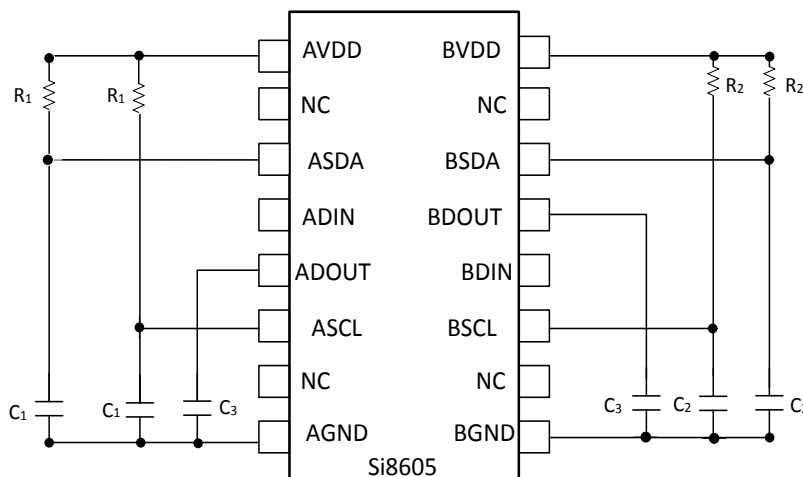 AVDD BVDD
R1 R1 R2 R2
NC NC
ASDA BSDA
ADIN BDOUT
ADOUT BDIN
ASCL BSCL
NC NC
C1 C1 C3 C3 C2
AGND BGND
Si8605